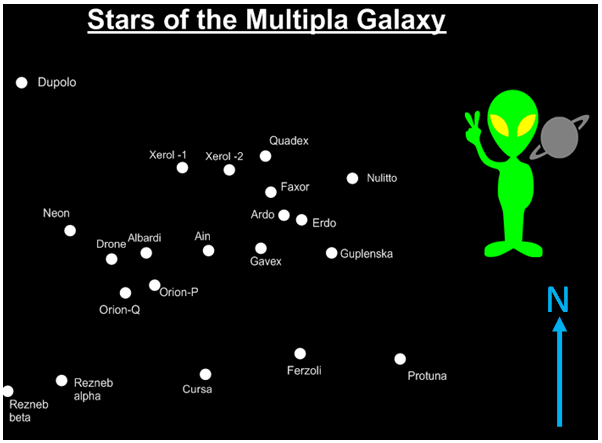 Stars of the Multipla Galaxy
Dupolo
Quadex
Xerol -1
Xerol -2
Nulitto
Faxor
Neon
Ardo
Erdo
Drone
Albardi
Ain
Gavex
Guplenska
Orion-P
Orion-Q
N
Ferzoli
Protuna
Rezneb
alpha
Cursa
Rezneb
beta